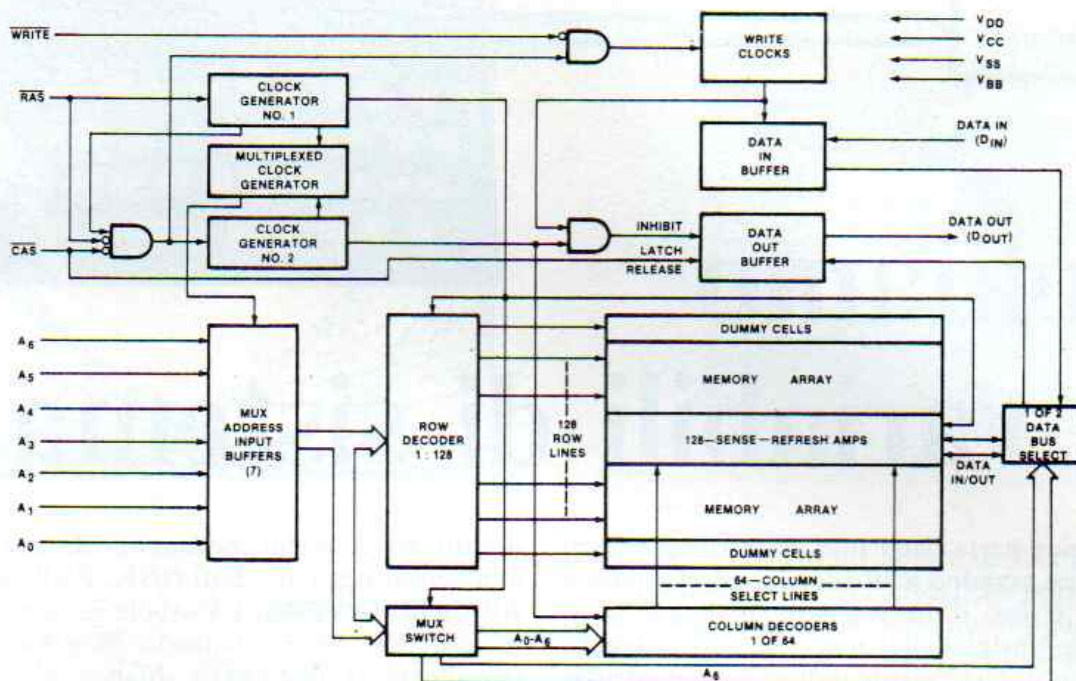 WRITE
RAS
CAS
CLOCK
GENERATOR
NO. 1
MULTIPLEXED
CLOCK
GENERATOR
CLOCK
GENERATOR
NO. 2
WRITE
CLOCKS
VDD
VCC
VSS
VBB
DATA
IN
BUFFER
DATA IN
(DIN)
INHIBIT
LATCH
RELEASE
DATA
OUT
BUFFER
DATA OUT
(DOUT)
A6
A5
A4
A3
A2
A1
A0
MUX
ADDRESS
INPUT
BUFFERS
(7)
ROW
DECODER
1 : 128
128
ROW
LINES
DUMMY CELLS
MEMORY ARRAY
128–SENSE–REFRESH AMPS
MEMORY ARRAY
DUMMY CELLS
DATA
IN/OUT
1 OF 2
DATA
BUS
SELECT
64–COLUMN
SELECT LINES
MUX
SWITCH
A0-A6
COLUMN DECODERS
1 OF 64
A6